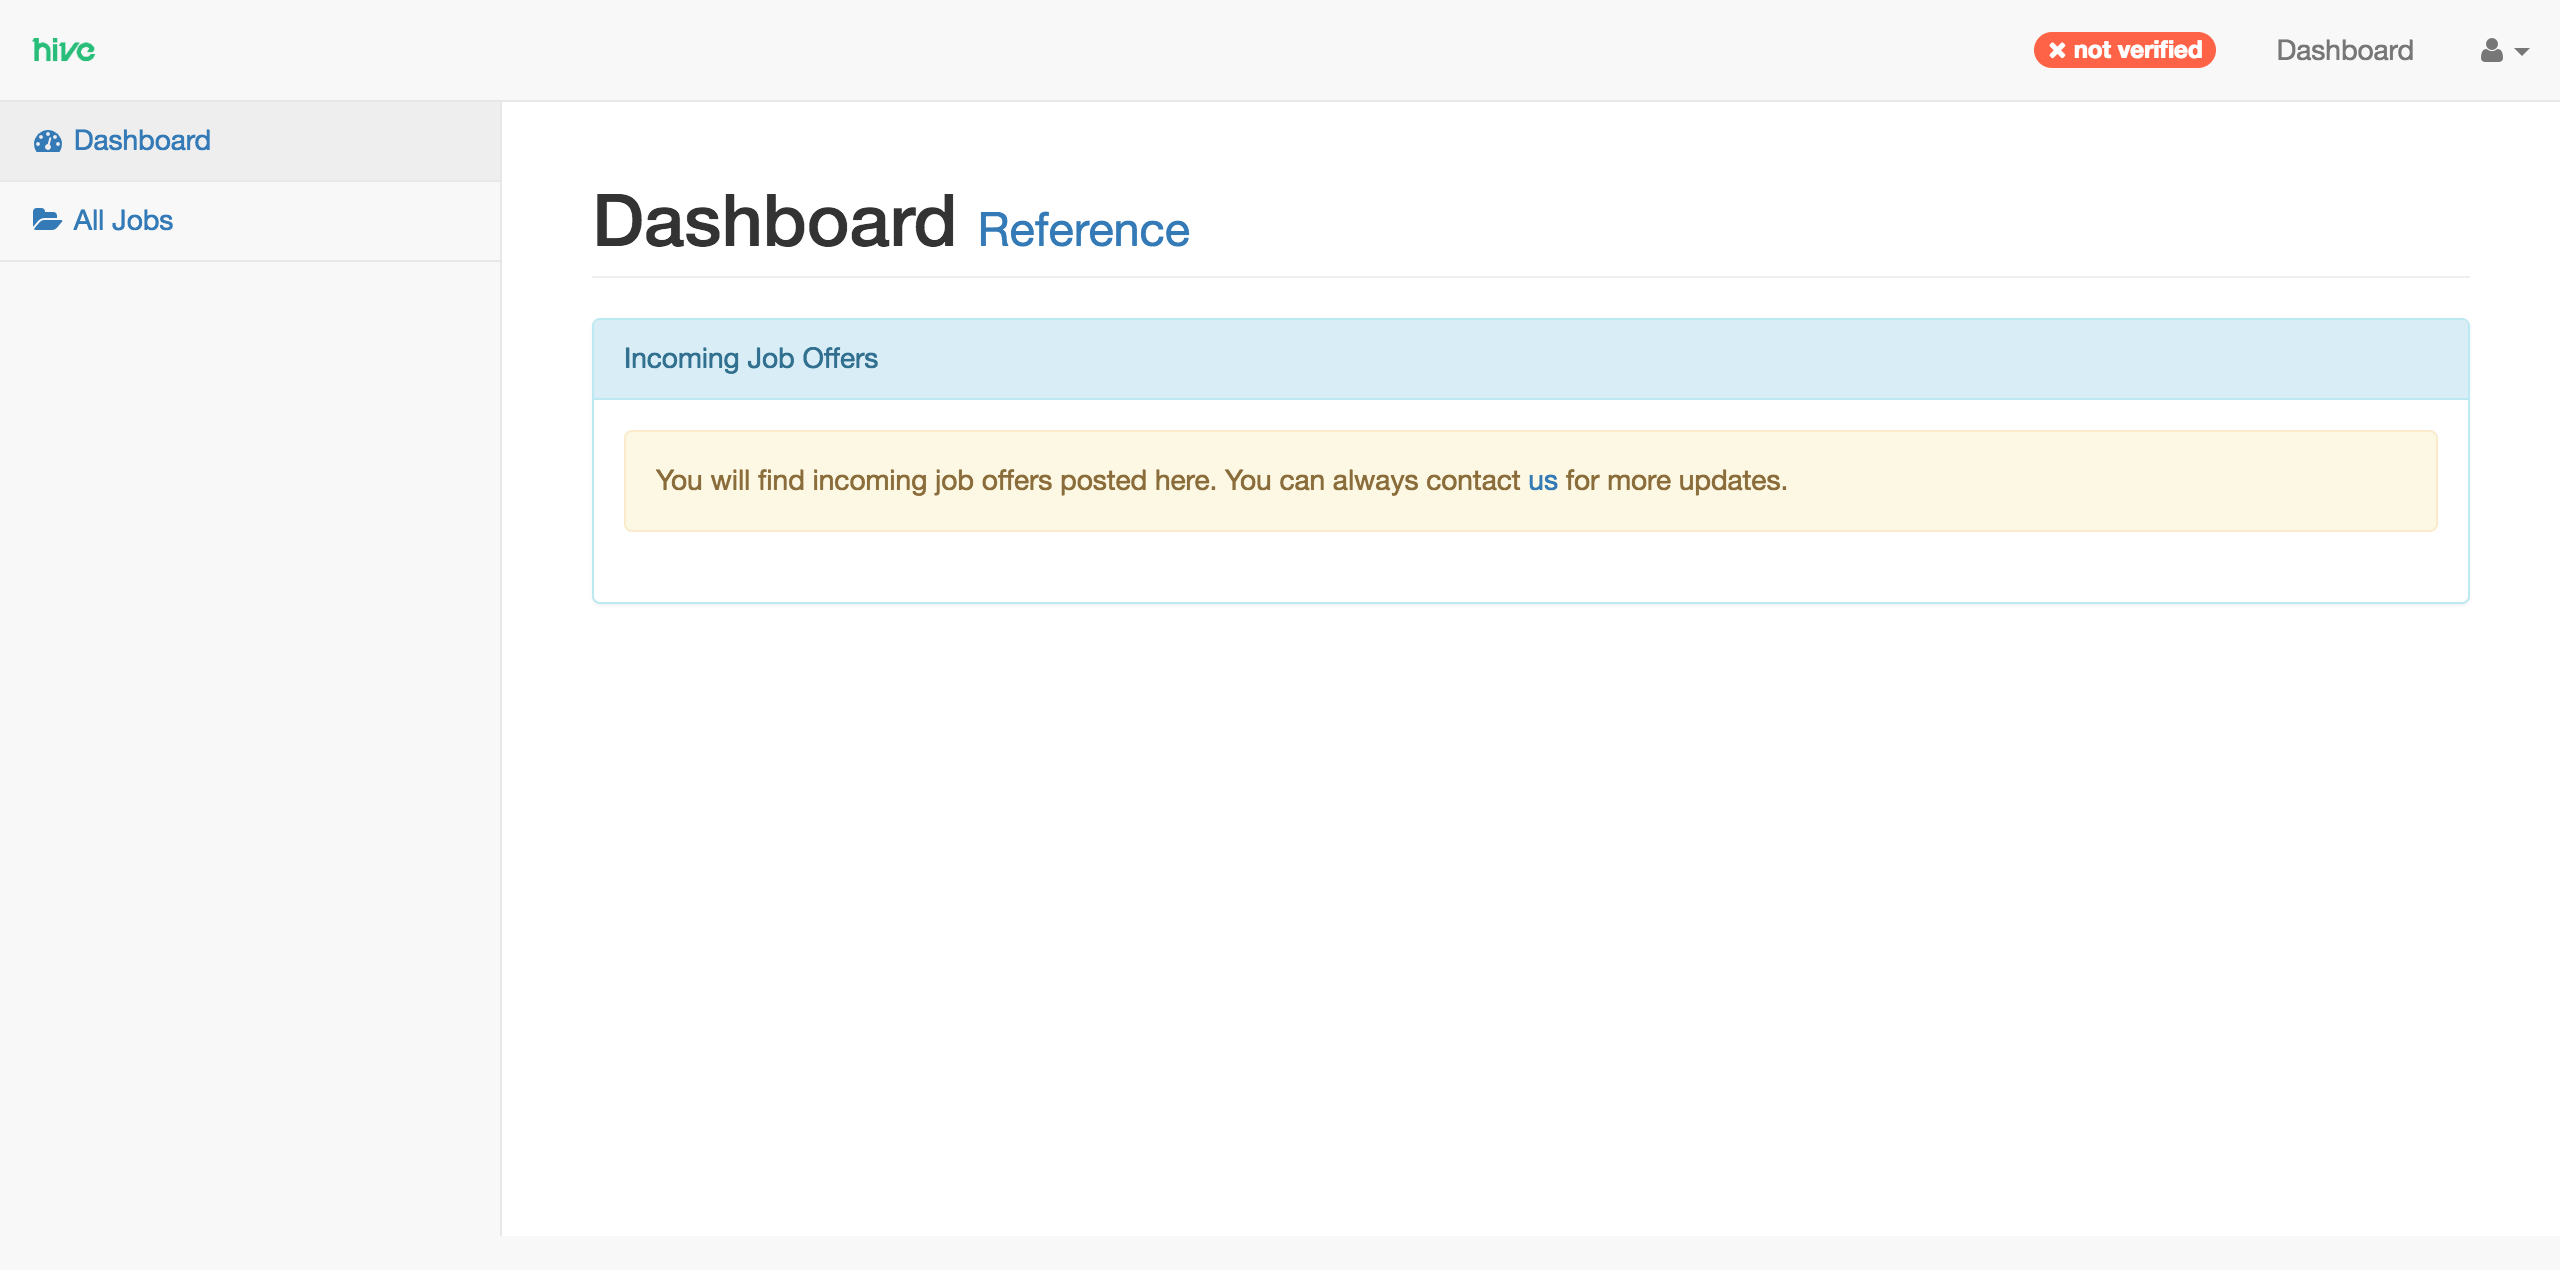 hive
not verified
Dashboard
Dashboard
All Jobs
Dashboard Reference
Incoming Job Offers
You will find incoming job offers posted here. You can always contact us for more updates.